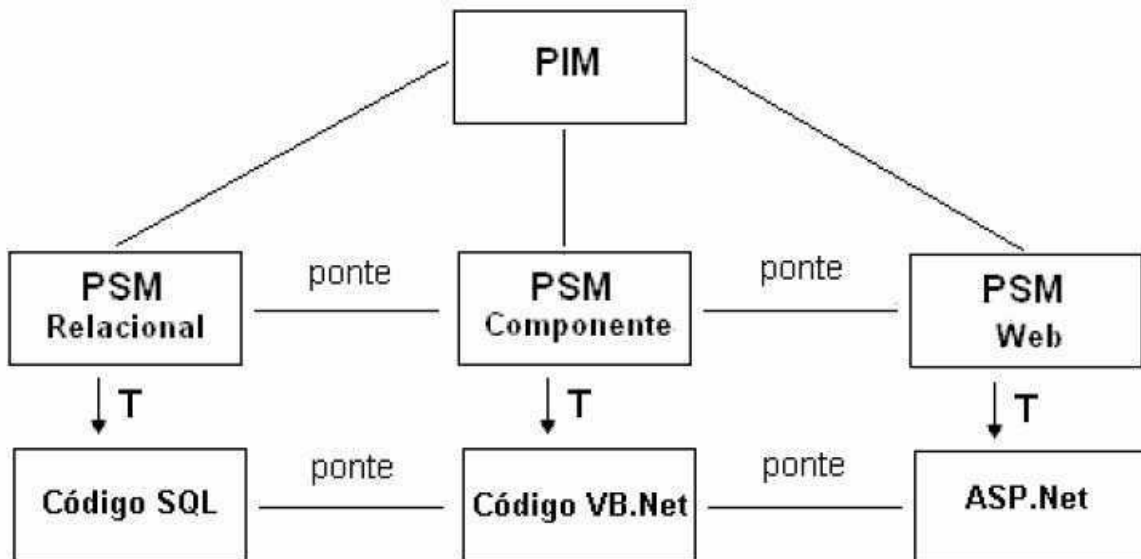 PIM
ponte
ponte
PSM
Relacional
PSM
Componente
PSM
Web
T
T
T
ponte
ponte
Código SQL
Código VB.Net
ASP.Net